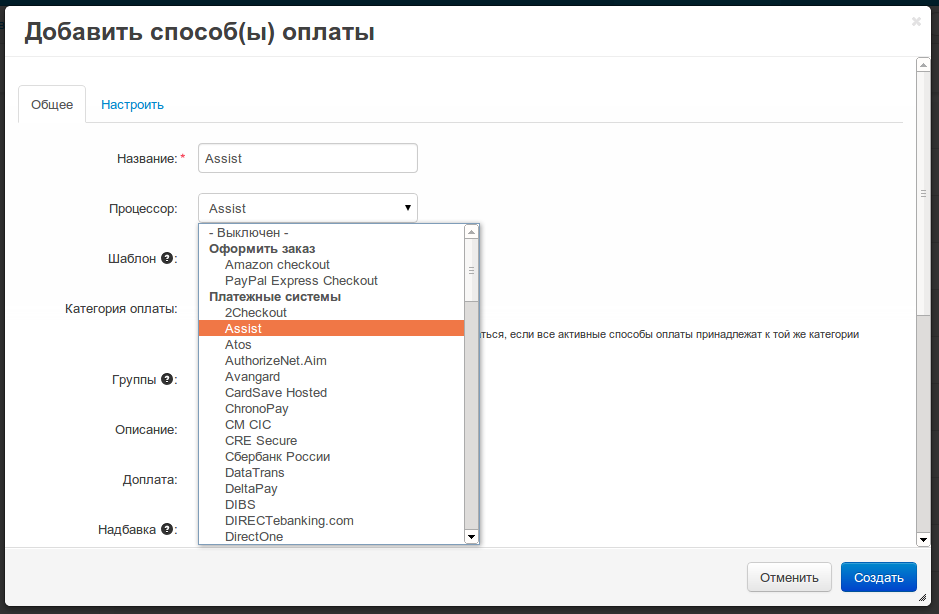 Добавить способ(ы) оплаты
Общее
Настроить
Название: *
Assist
Процессор:
Assist
- Выключен -
Оформить заказ
Amazon checkout
PayPal Express Checkout
Платежные системы
2Checkout
Assist
Atos
AuthorizeNet.Aim
Avangard
CardSave Hosted
ChronoPay
CM CIC
CRE Secure
Сбербанк России
DataTrans
DeltaPay
DIBS
DIRECTebanking.com
DirectOne
Шаблон ?:
Категория оплаты:
ться, если все активные способы оплаты принадлежат к той же категории
Группы ?:
Описание:
Доплата:
Надбавка ?:
Отменить
Создать